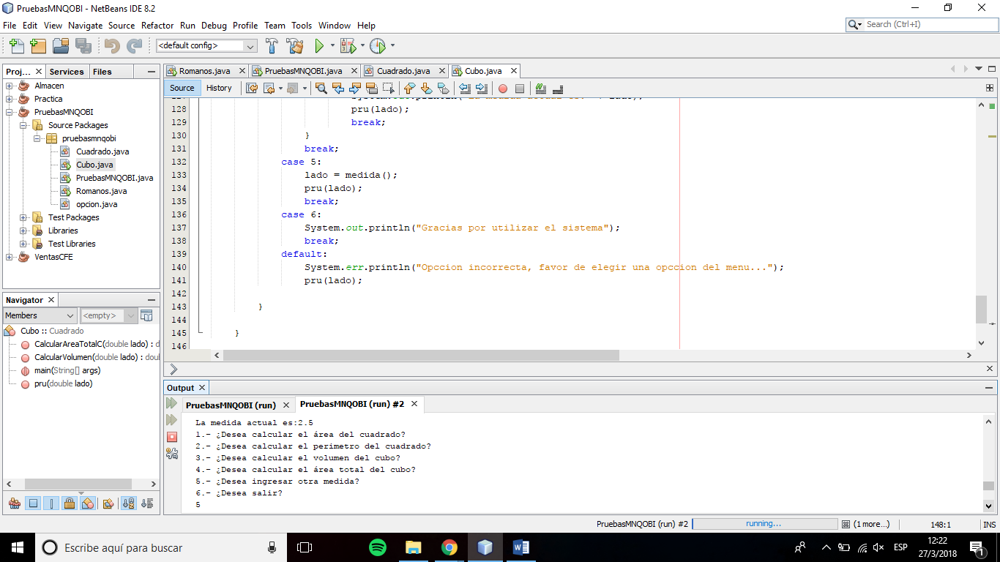 PruebasMNQOBI - NetBeans IDE 8.2
File Edit View Navigate Source Refactor Run Debug Profile Team Tools Window Help
Search (Ctrl+I)
<default config>
Proj... Services Files
Almacen
Practica
PruebasMNQOBI
Source Packages
pruebasmnqobi
Cuadrado.java
Cubo.java
PruebasMNQOBI.java
Romanos.java
opcion.java
Test Packages
Libraries
Test Libraries
VentasCFE
Navigator
Members <empty>
Cubo :: Cuadrado
CalcularAreaTotalC(double lado) : d
CalcularVolumen(double lado) : doul
main(String[] args)
pru(double lado)
Romanos.java PruebasMNQOBI.java Cuadrado.java Cubo.java
Source History
128 pru(lado);
129 break;
130 }
131 break;
132 case 5:
133 lado = medida();
134 pru(lado);
135 break;
136 case 6:
137 System.out.println("Gracias por utilizar el sistema");
138 break;
139 default:
140 System.err.println("Opccion incorrecta, favor de elegir una opccion del menu...");
141 pru(lado);
142
143 }
144
145 }
146
Output
PruebasMNQOBI (run) PruebasMNQOBI (run) #2
La medida actual es:2.5
1.- ¿Desea calcular el área del cuadrado?
2.- ¿Desea calcular el perimetro del cuadrado?
3.- ¿Desea calcular el volumen del cubo?
4.- ¿Desea calcular el área total del cubo?
5.- ¿Desea ingresar otra medida?
6.- ¿Desea salir?
5
PruebasMNQOBI (run) #2 running... (1 more...) 148:1 INS
Escribe aquí para buscar
ESP
12:22
27/3/2018
1